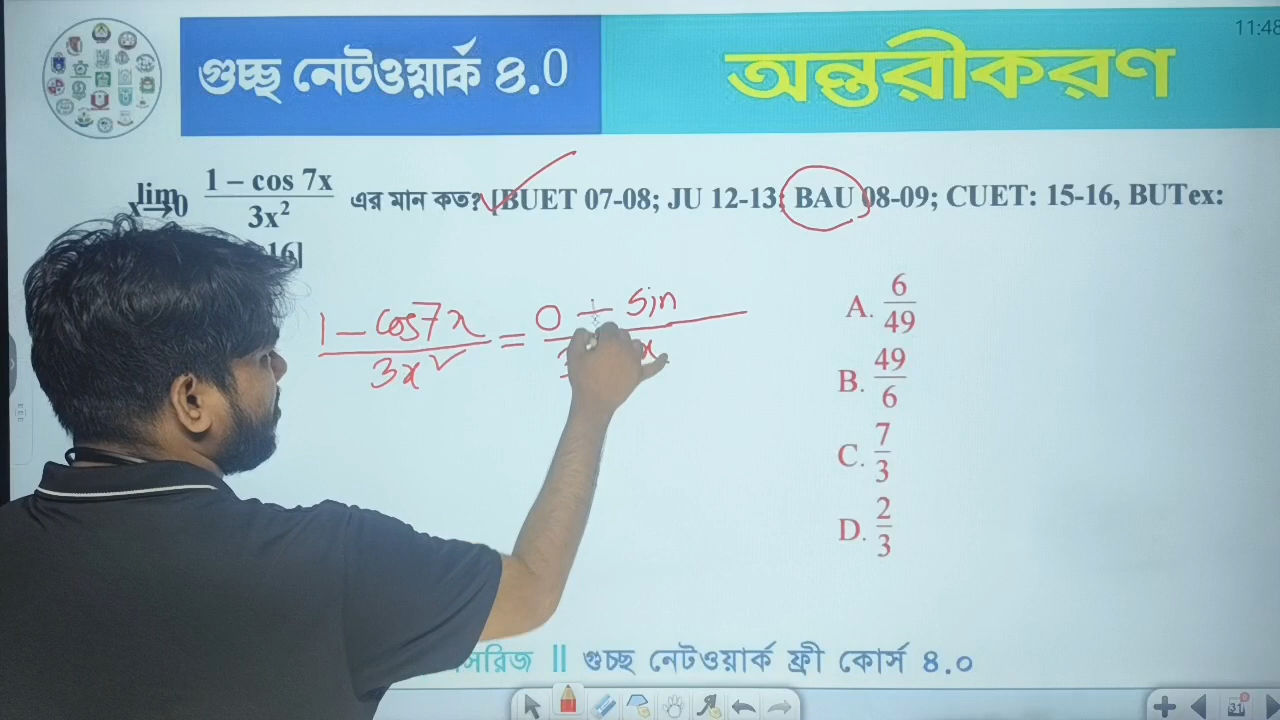 11:48
গুচ্ছ নেটওয়ার্ক ৪.0
অন্তরীকরণ
lim x→0 (1 – cos 7x)/(3x²) এর মান কত? [BUET 07-08; JU 12-13; BAU 08-09; CUET: 15-16, BUTex:
16]
(1 – cos7x)/(3x²) = 0 + sin
x
A. 6/49
B. 49/6
C. 7/3
D. 2/3
সিরিজ || গুচ্ছ নেটওয়ার্ক ফ্রী কোর্স ৪.০